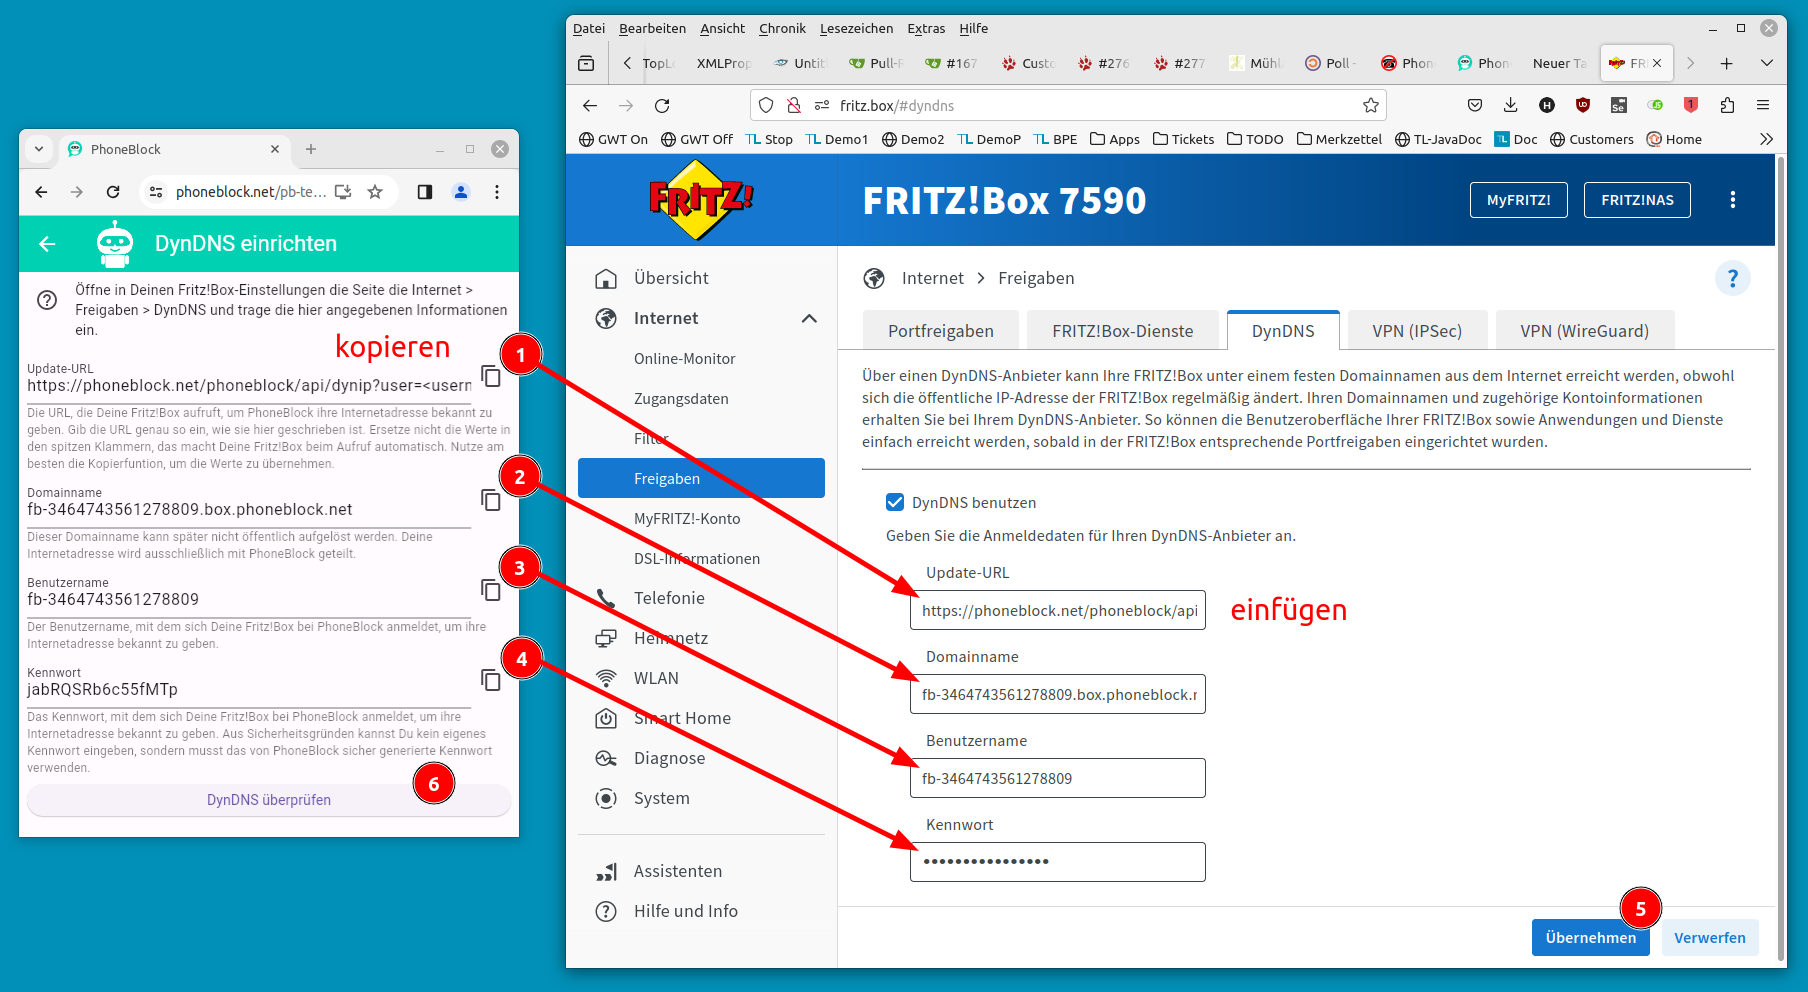 PhoneBlock
phoneblock.net/pb-te...
DynDNS einrichten
Öffne in Deinen Fritz!Box-Einstellungen die Seite die Internet >
Freigaben > DynDNS und trage die hier angegebenen Informationen
ein.
kopieren
Update-URL
https://phoneblock.net/phoneblock/api/dynip?user=<usern
Die URL, die Deine Fritz!Box aufruft, um PhoneBlock ihre Internetadresse bekannt zu
geben. Gib die URL genau so ein, wie sie hier geschrieben ist. Ersetze nicht die Werte in
den spitzen Klammern, das macht Deine Fritz!Box beim Aufruf automatisch. Nutze am
besten die Kopierfuntion, um die Werte zu übernehmen.
Domainname
fb-3464743561278809.box.phoneblock.net
Dieser Domainname kann später nicht öffentlich aufgelöst werden. Deine
Internetadresse wird ausschließlich mit PhoneBlock geteilt.
Benutzername
fb-3464743561278809
Der Benutzername, mit dem sich Deine Fritz!Box bei PhoneBlock anmeldet, um ihre
Internetadresse bekannt zu geben.
Kennwort
jabRQSRb6c55fMTp
Das Kennwort, mit dem sich Deine Fritz!Box bei PhoneBlock anmeldet, um ihre
Internetadresse bekannt zu geben. Aus Sicherheitsgründen kannst Du kein eigenes
Kennwort eingeben, sondern musst das von PhoneBlock sicher generierte Kennwort
verwenden.
6
DynDNS überprüfen
1
2
3
4
Datei Bearbeiten Ansicht Chronik Lesezeichen Extras Hilfe
TopL XMLProp Untit Pull-R #167 Custo #276 #277 Mühl Poll - Phon Phon Neuer Ta FRI
fritz.box/#dyndns
H
Se
1
GWT On GWT Off TL Stop TL Demo1 Demo2 TL DemoP TL BPE Apps Tickets TODO Merkzettel TL-JavaDoc TL Doc Customers Home
FRITZ!
FRITZ!Box 7590
MyFRITZ!
FRITZ!NAS
Übersicht
Internet
Online-Monitor
Zugangsdaten
Filter
Freigaben
MyFRITZ!-Konto
DSL-Informationen
Telefonie
Heimnetz
WLAN
Smart Home
Diagnose
System
Assistenten
Hilfe und Info
Internet > Freigaben
?
Portfreigaben
FRITZ!Box-Dienste
DynDNS
VPN (IPSec)
VPN (WireGuard)
Über einen DynDNS-Anbieter kann Ihre FRITZ!Box unter einem festen Domainnamen aus dem Internet erreicht werden, obwohl
sich die öffentliche IP-Adresse der FRITZ!Box regelmäßig ändert. Ihren Domainnamen und zugehörige Kontoinformationen
erhalten Sie bei Ihrem DynDNS-Anbieter. So können die Benutzeroberfläche Ihrer FRITZ!Box sowie Anwendungen und Dienste
einfach erreicht werden, sobald in der FRITZ!Box entsprechende Portfreigaben eingerichtet wurden.
DynDNS benutzen
Geben Sie die Anmeldedaten für Ihren DynDNS-Anbieter an.
Update-URL
https://phoneblock.net/phoneblock/api
einfügen
Domainname
fb-3464743561278809.box.phoneblock.r
Benutzername
fb-3464743561278809
Kennwort
••••••••••••••••
5
Übernehmen
Verwerfen